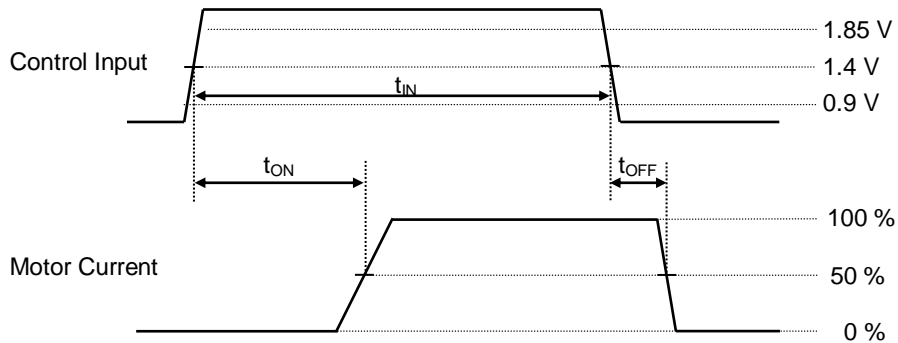 1.85 V
Control Input
1.4 V
tIN
0.9 V
tON
tOFF
100 %
Motor Current
50 %
0 %